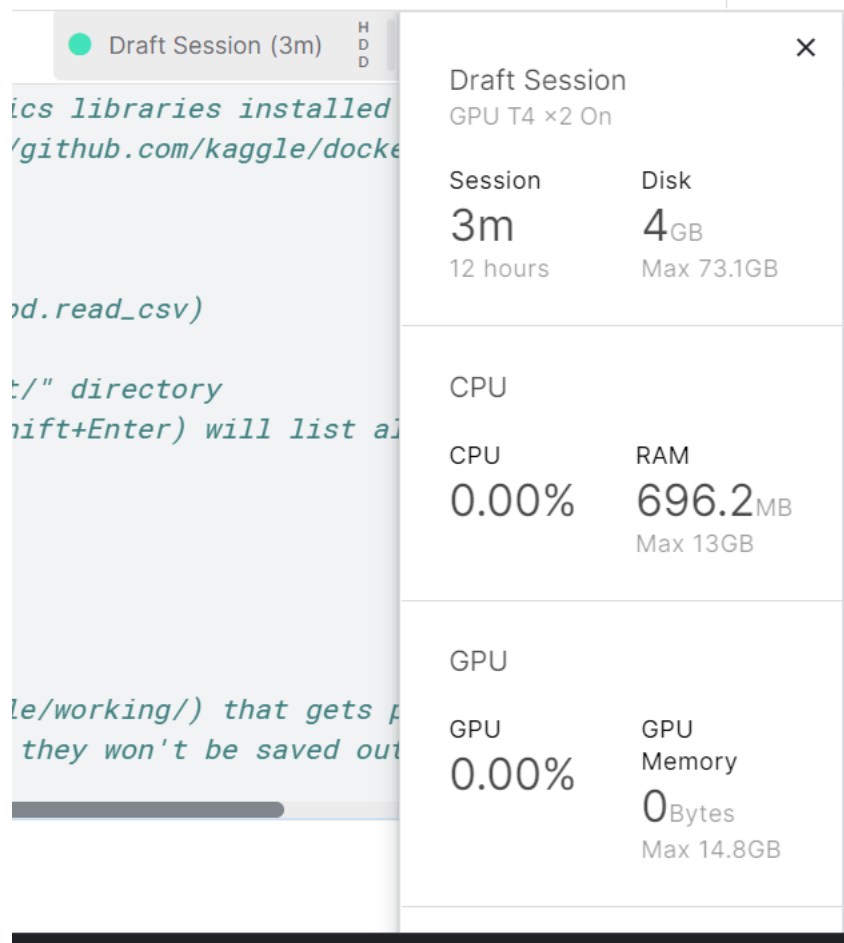 Draft Session (3m)
H
D
D
ics libraries installed
/github.com/kaggle/docke
pd.read_csv)
t/" directory
hift+Enter) will list al
le/working/) that gets p
they won't be saved out
Draft Session
GPU T4 ×2 On
Session Disk
3m 4GB
12 hours Max 73.1GB
CPU
CPU RAM
0.00% 696.2MB
Max 13GB
GPU
GPU GPU
Memory
0.00% 0Bytes
Max 14.8GB